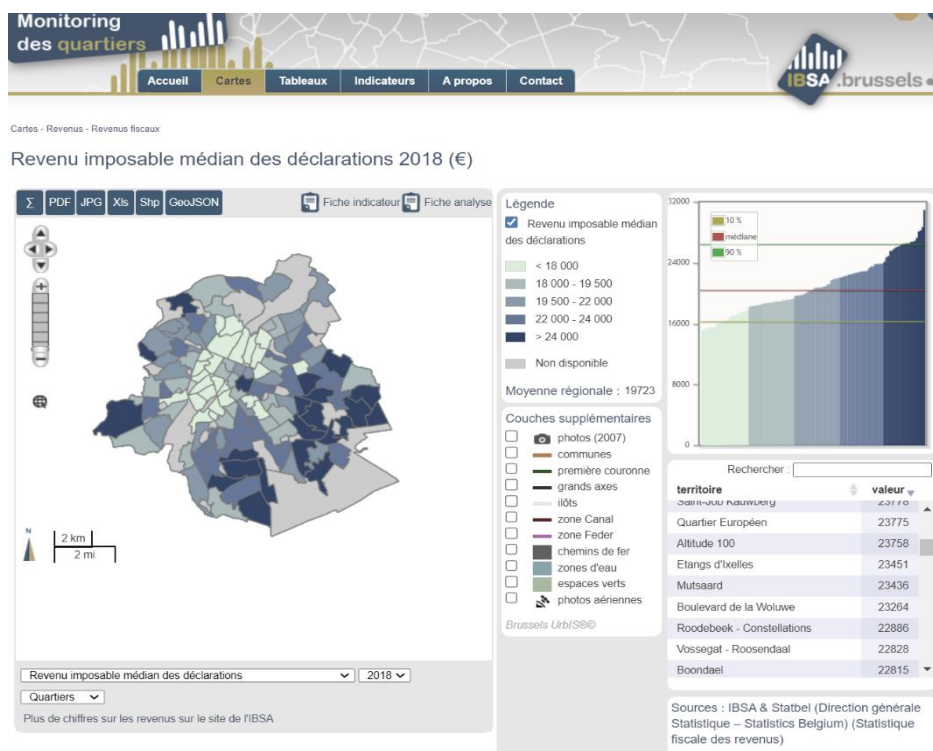 Monitoring
des quartiers
Accueil Cartes Tableaux Indicateurs A propos Contact
IBSA .brussels
Cartes - Revenus - Revenus fiscaux
Revenu imposable médian des déclarations 2018 (€)
Σ PDF JPG Xls Shp GeoJSON Fiche indicateur Fiche analyse
N
2 km
2 mi
Revenu imposable médian des déclarations 2018
Quartiers
Plus de chiffres sur les revenus sur le site de l'IBSA
Légende
Revenu imposable médian
des déclarations
< 18 000
18 000 - 19 500
19 500 - 22 000
22 000 - 24 000
> 24 000
Non disponible
Moyenne régionale : 19723
Couches supplémentaires
photos (2007)
communes
première couronne
grands axes
ilôts
zone Canal
zone Feder
chemins de fer
zones d'eau
espaces verts
photos aériennes
Brussels UrbIS®©
32000
24000
16000
8000
0
10 %
médiane
90 %
Rechercher :
territoire valeur
Saint-Job Kauwberg 23778
Quartier Européen 23775
Altitude 100 23758
Etangs d'Ixelles 23451
Mutsaard 23436
Boulevard de la Woluwe 23264
Roodebeek - Constellations 22886
Vossegat - Roosendaal 22828
Boondael 22815
Sources : IBSA & Statbel (Direction générale
Statistique – Statistics Belgium) (Statistique
fiscale des revenus)